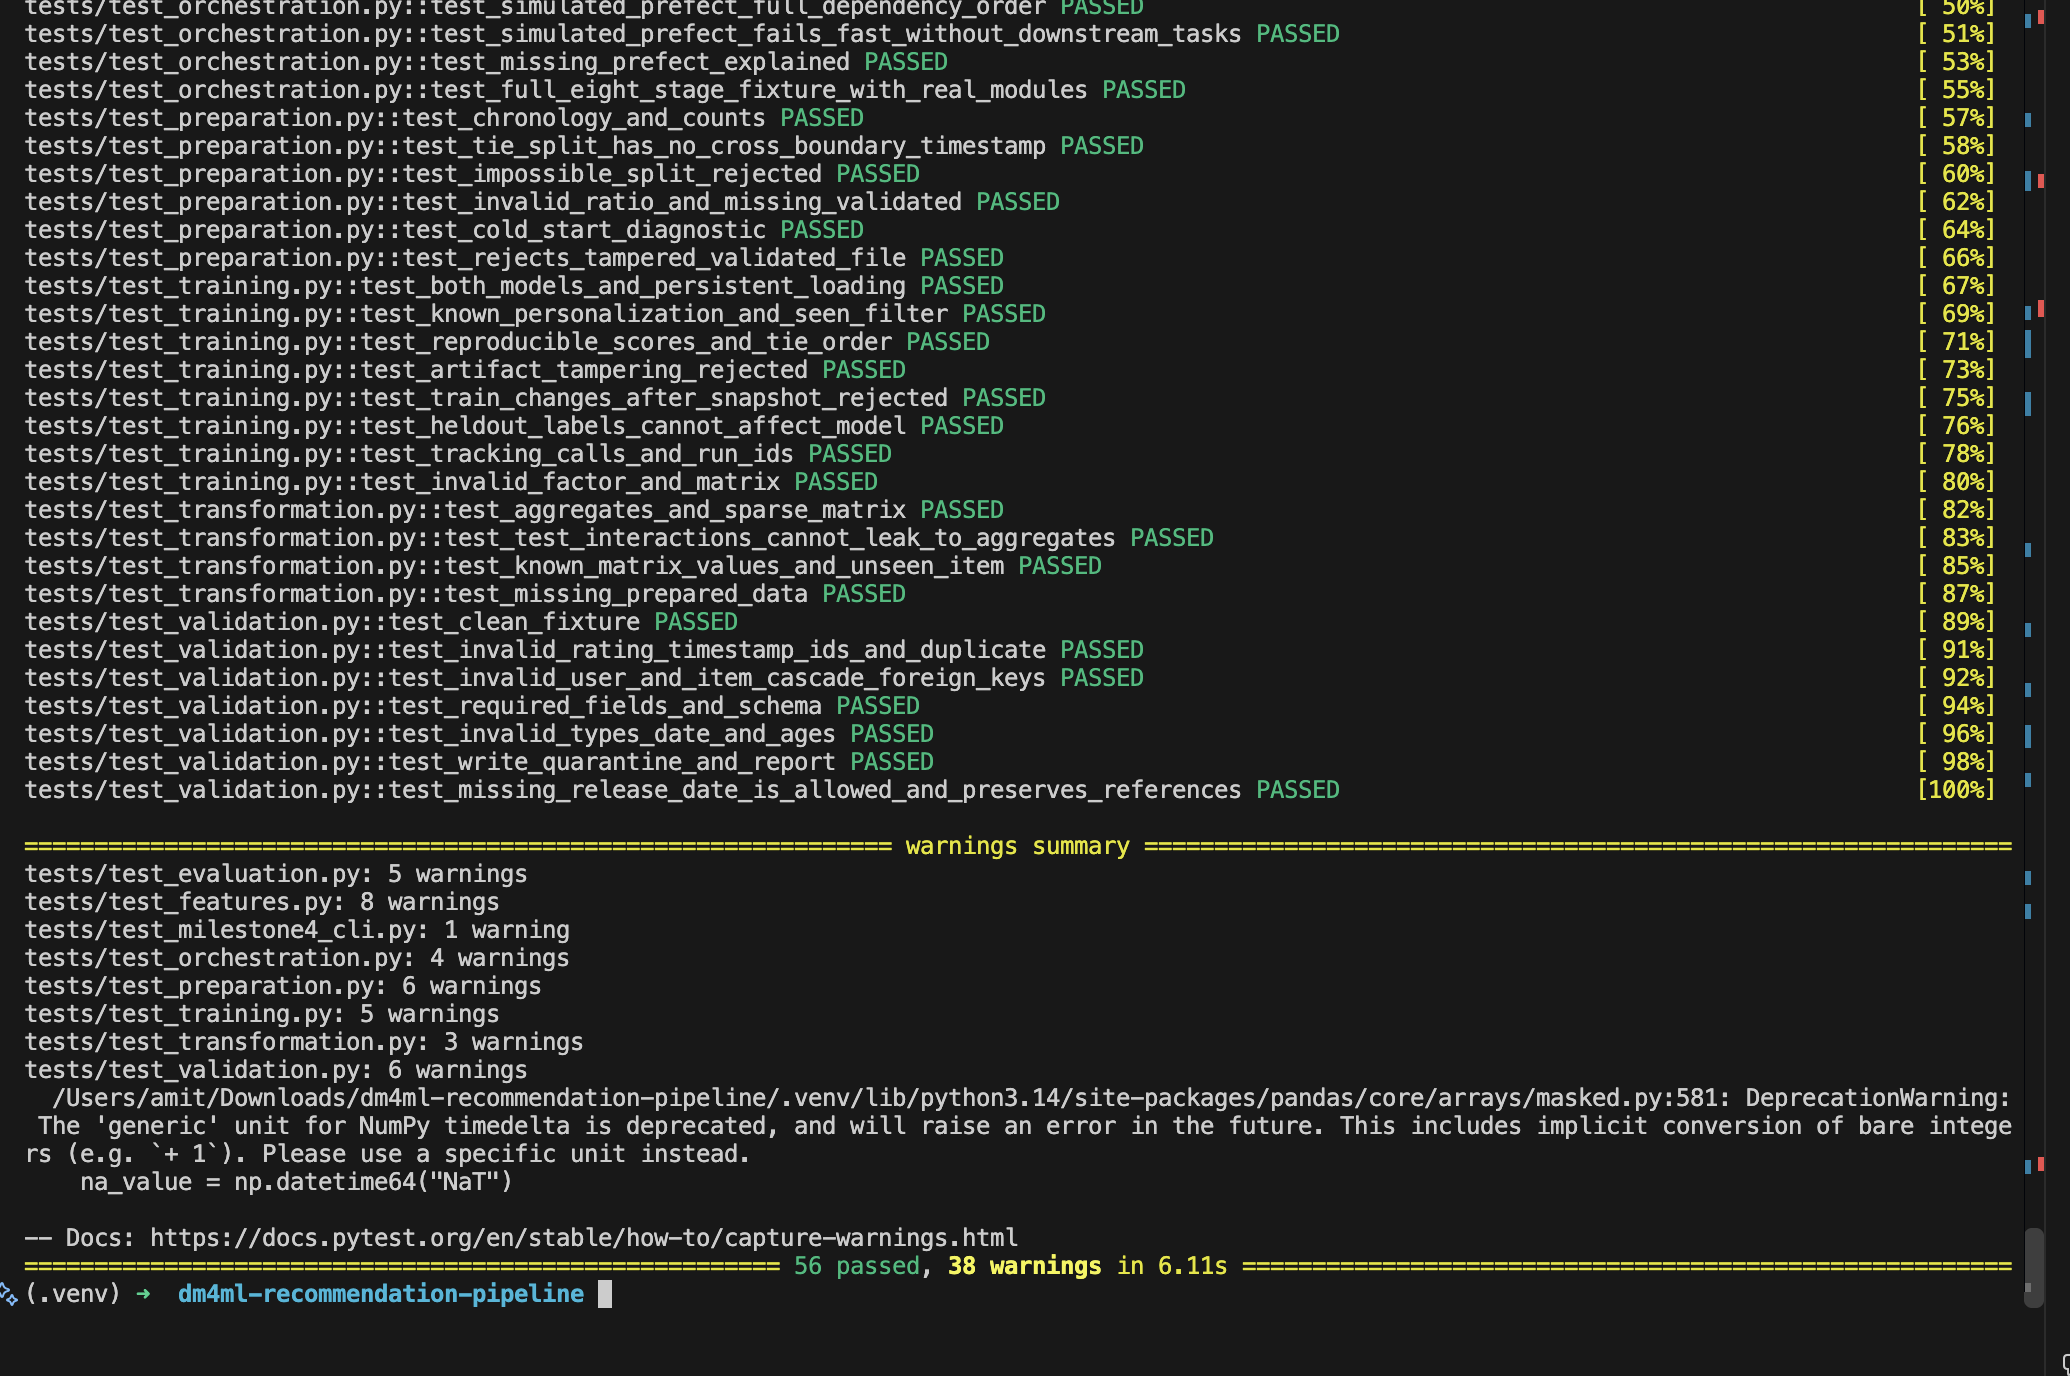 tests/test_orchestration.py::test_simulated_prefect_full_dependency_order PASSED [ 50%]
tests/test_orchestration.py::test_simulated_prefect_fails_fast_without_downstream_tasks PASSED [ 51%]
tests/test_orchestration.py::test_missing_prefect_explained PASSED [ 53%]
tests/test_orchestration.py::test_full_eight_stage_fixture_with_real_modules PASSED [ 55%]
tests/test_preparation.py::test_chronology_and_counts PASSED [ 57%]
tests/test_preparation.py::test_tie_split_has_no_cross_boundary_timestamp PASSED [ 58%]
tests/test_preparation.py::test_impossible_split_rejected PASSED [ 60%]
tests/test_preparation.py::test_invalid_ratio_and_missing_validated PASSED [ 62%]
tests/test_preparation.py::test_cold_start_diagnostic PASSED [ 64%]
tests/test_preparation.py::test_rejects_tampered_validated_file PASSED [ 66%]
tests/test_training.py::test_both_models_and_persistent_loading PASSED [ 67%]
tests/test_training.py::test_known_personalization_and_seen_filter PASSED [ 69%]
tests/test_training.py::test_reproducible_scores_and_tie_order PASSED [ 71%]
tests/test_training.py::test_artifact_tampering_rejected PASSED [ 73%]
tests/test_training.py::test_train_changes_after_snapshot_rejected PASSED [ 75%]
tests/test_training.py::test_heldout_labels_cannot_affect_model PASSED [ 76%]
tests/test_training.py::test_tracking_calls_and_run_ids PASSED [ 78%]
tests/test_training.py::test_invalid_factor_and_matrix PASSED [ 80%]
tests/test_transformation.py::test_aggregates_and_sparse_matrix PASSED [ 82%]
tests/test_transformation.py::test_test_interactions_cannot_leak_to_aggregates PASSED [ 83%]
tests/test_transformation.py::test_known_matrix_values_and_unseen_item PASSED [ 85%]
tests/test_transformation.py::test_missing_prepared_data PASSED [ 87%]
tests/test_validation.py::test_clean_fixture PASSED [ 89%]
tests/test_validation.py::test_invalid_rating_timestamp_ids_and_duplicate PASSED [ 91%]
tests/test_validation.py::test_invalid_user_and_item_cascade_foreign_keys PASSED [ 92%]
tests/test_validation.py::test_required_fields_and_schema PASSED [ 94%]
tests/test_validation.py::test_invalid_types_date_and_ages PASSED [ 96%]
tests/test_validation.py::test_write_quarantine_and_report PASSED [ 98%]
tests/test_validation.py::test_missing_release_date_is_allowed_and_preserves_references PASSED [100%]
============================================================== warnings summary ==============================================================
tests/test_evaluation.py: 5 warnings
tests/test_features.py: 8 warnings
tests/test_milestone4_cli.py: 1 warning
tests/test_orchestration.py: 4 warnings
tests/test_preparation.py: 6 warnings
tests/test_training.py: 5 warnings
tests/test_transformation.py: 3 warnings
tests/test_validation.py: 6 warnings
/Users/amit/Downloads/dm4ml-recommendation-pipeline/.venv/lib/python3.14/site-packages/pandas/core/arrays/masked.py:581: DeprecationWarning:
The 'generic' unit for NumPy timedelta is deprecated, and will raise an error in the future. This includes implicit conversion of bare intege
rs (e.g. `+ 1`). Please use a specific unit instead.
na_value = np.datetime64("NaT")
-- Docs: https://docs.pytest.org/en/stable/how-to/capture-warnings.html
====================================================== 56 passed, 38 warnings in 6.11s =======================================================
(.venv) ➜ dm4ml-recommendation-pipeline